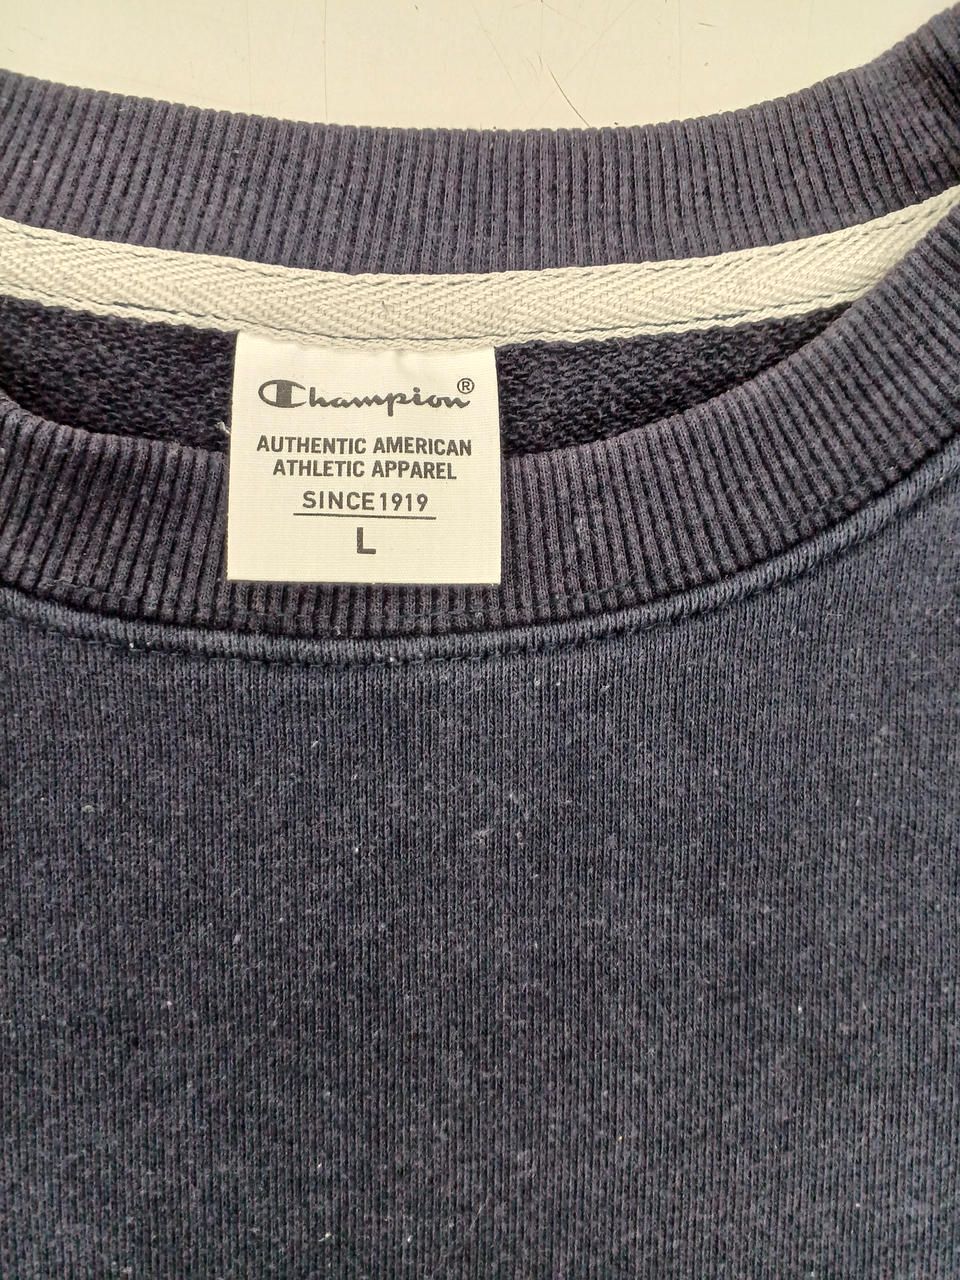 Champion®
AUTHENTIC AMERICAN
ATHLETIC APPAREL
SINCE 1919
L